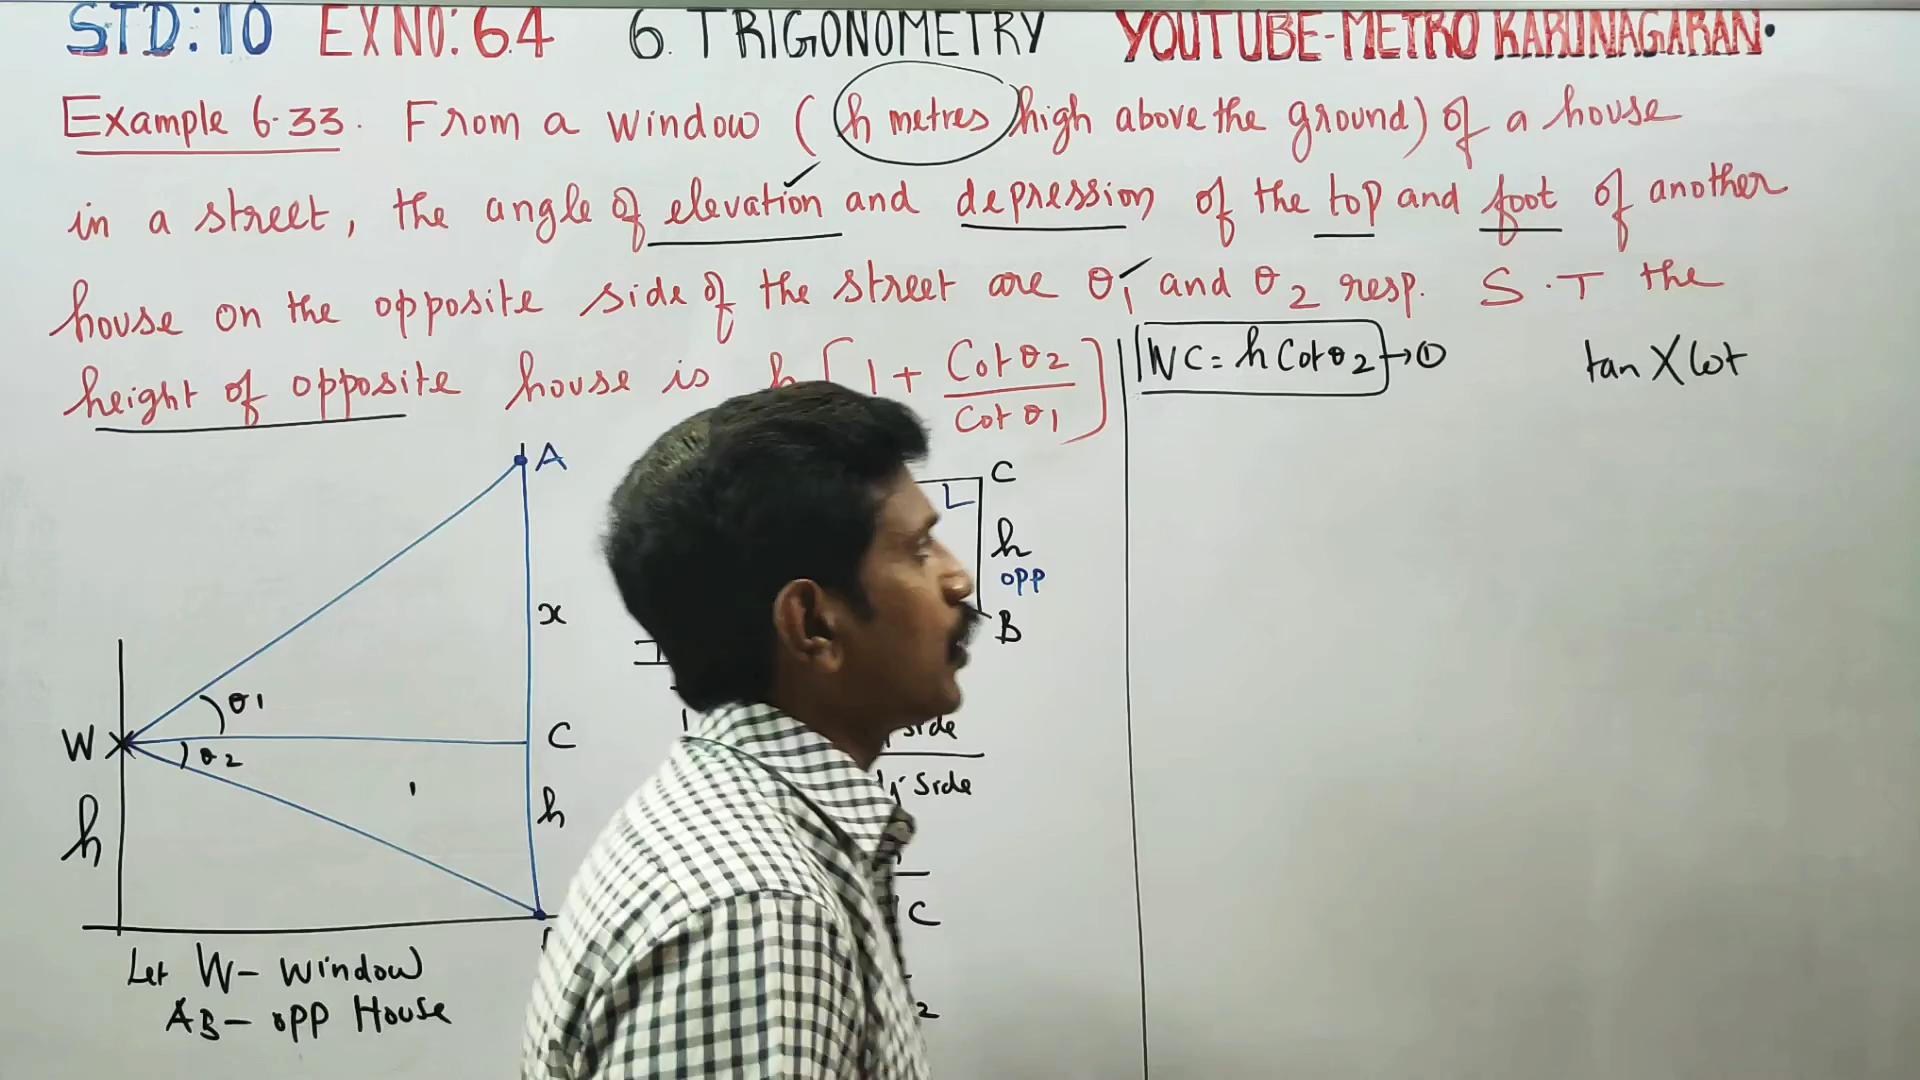 STD:10 EX NO: 6.4 6. TRIGONOMETRY YOUTUBE-METRO KARUNAGARAN.
Example 6.33. From a window (h metres high above the ground) of a house
in a street, the angle of elevation and depression of the top and foot of another
house on the opposite side of the street are θ1 and θ2 resp. S.T the
height of opposite house is h[1 + Cot θ2 / Cot θ1]
WC = h Cot θ2 → ①
tan X Cot
A
x
W
θ1
θ2
C
h
h
Let W - window
AB - opp House
C
h
opp
B
side
side
C
2